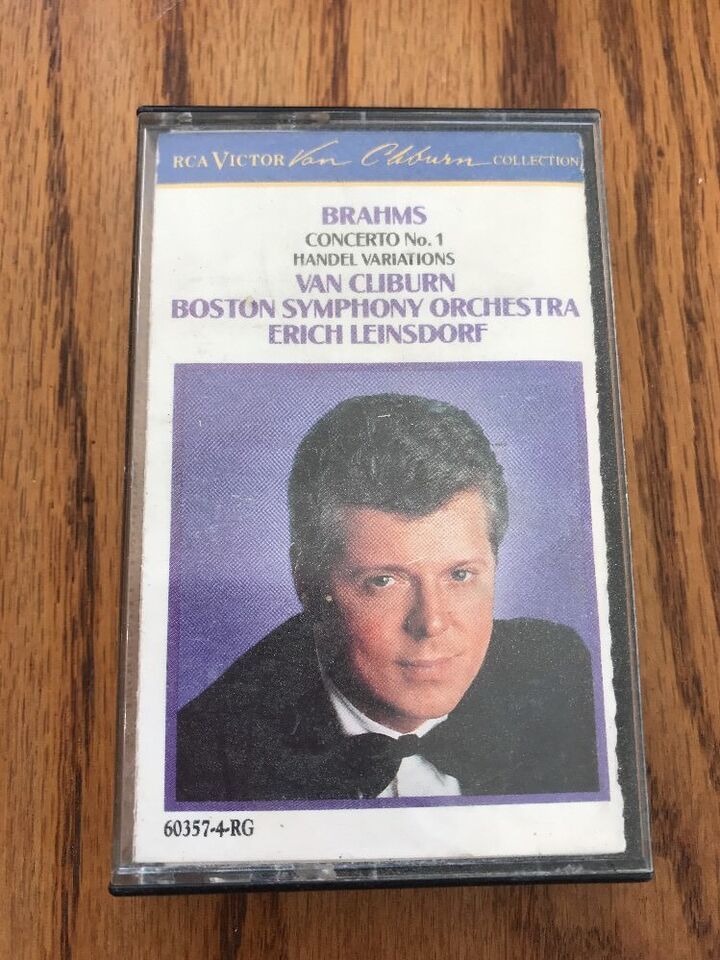 RCA VICTOR Van Cliburn COLLECTION
BRAHMS
CONCERTO No. 1
HANDEL VARIATIONS
VAN CLIBURN
BOSTON SYMPHONY ORCHESTRA
ERICH LEINSDORF
60357-4-RG